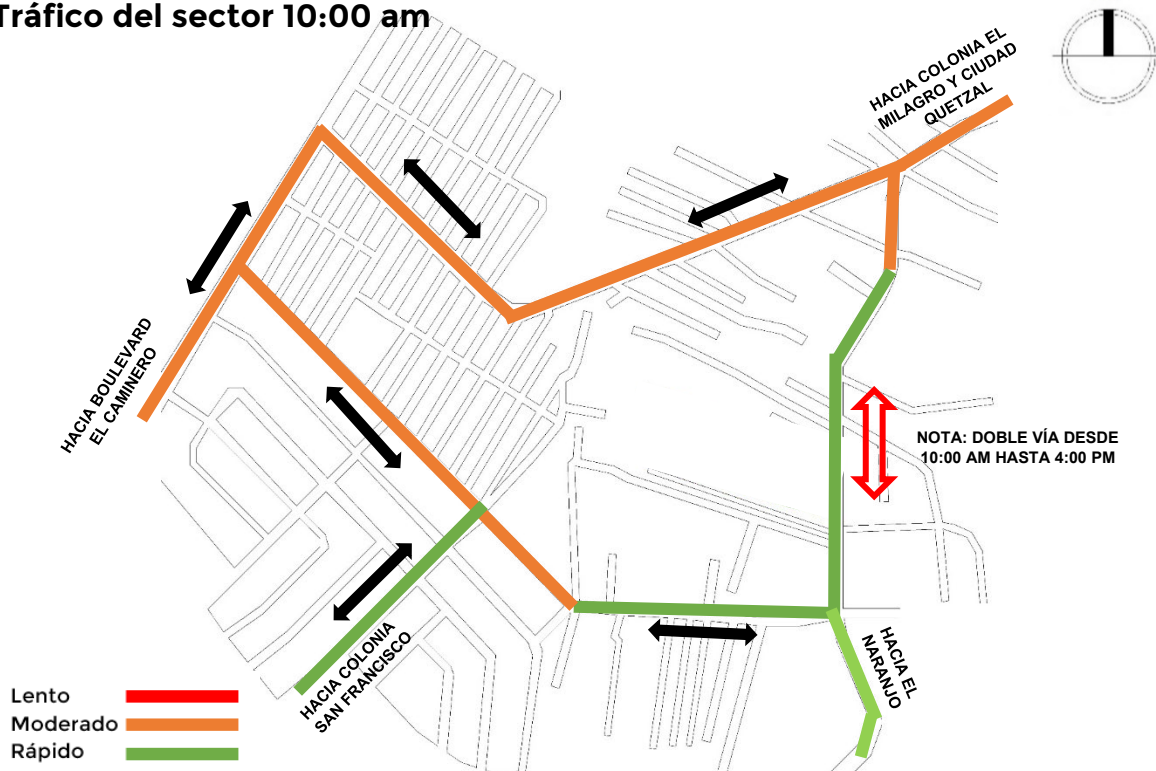 Tráfico del sector 10:00 am
HACIA COLONIA EL
MILAGRO Y CIUDAD
QUETZAL
HACIA BOULEVARD
EL CAMINERO
NOTA: DOBLE VÍA DESDE
10:00 AM HASTA 4:00 PM
HACIA COLONIA
SAN FRANCISCO
HACIA EL
NARANJO
Lento
Moderado
Rápido